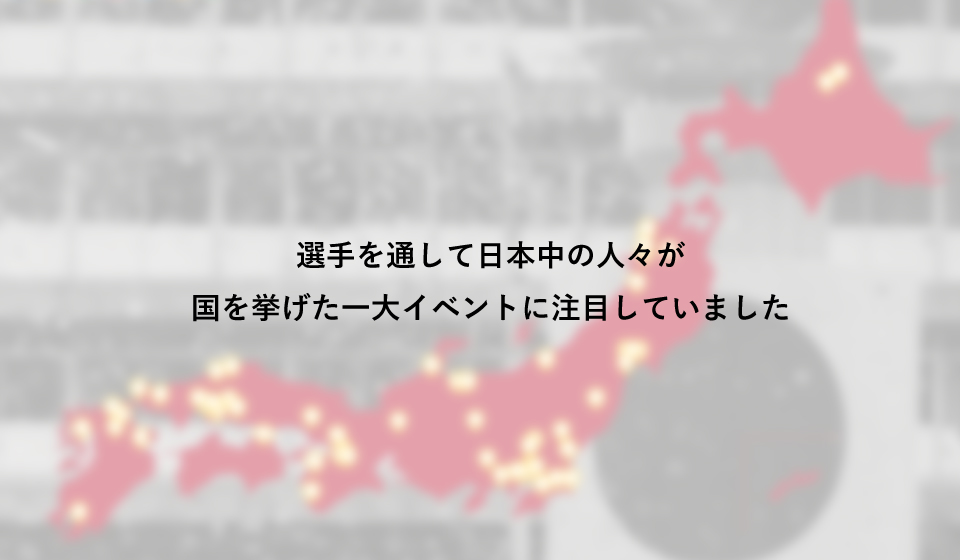 選手を通して日本中の人々が
国を挙げた一大イベントに注目していました